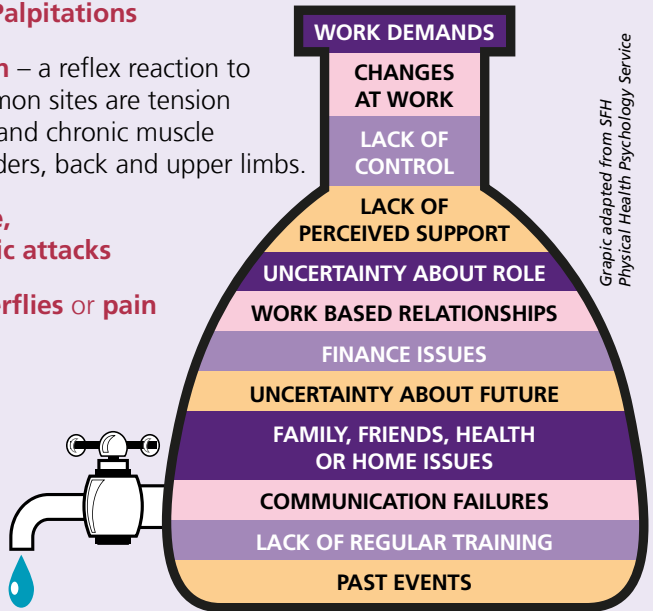 Palpitations
n – a reflex reaction to
mon sites are tension
and chronic muscle
ders, back and upper limbs.
e,
ic attacks
erflies or pain
WORK DEMANDS
CHANGES
AT WORK
LACK OF
CONTROL
LACK OF
PERCEIVED SUPPORT
UNCERTAINTY ABOUT ROLE
WORK BASED RELATIONSHIPS
FINANCE ISSUES
UNCERTAINTY ABOUT FUTURE
FAMILY, FRIENDS, HEALTH
OR HOME ISSUES
COMMUNICATION FAILURES
LACK OF REGULAR TRAINING
PAST EVENTS
Grapic adapted from SFH
Physical Health Psychology Service